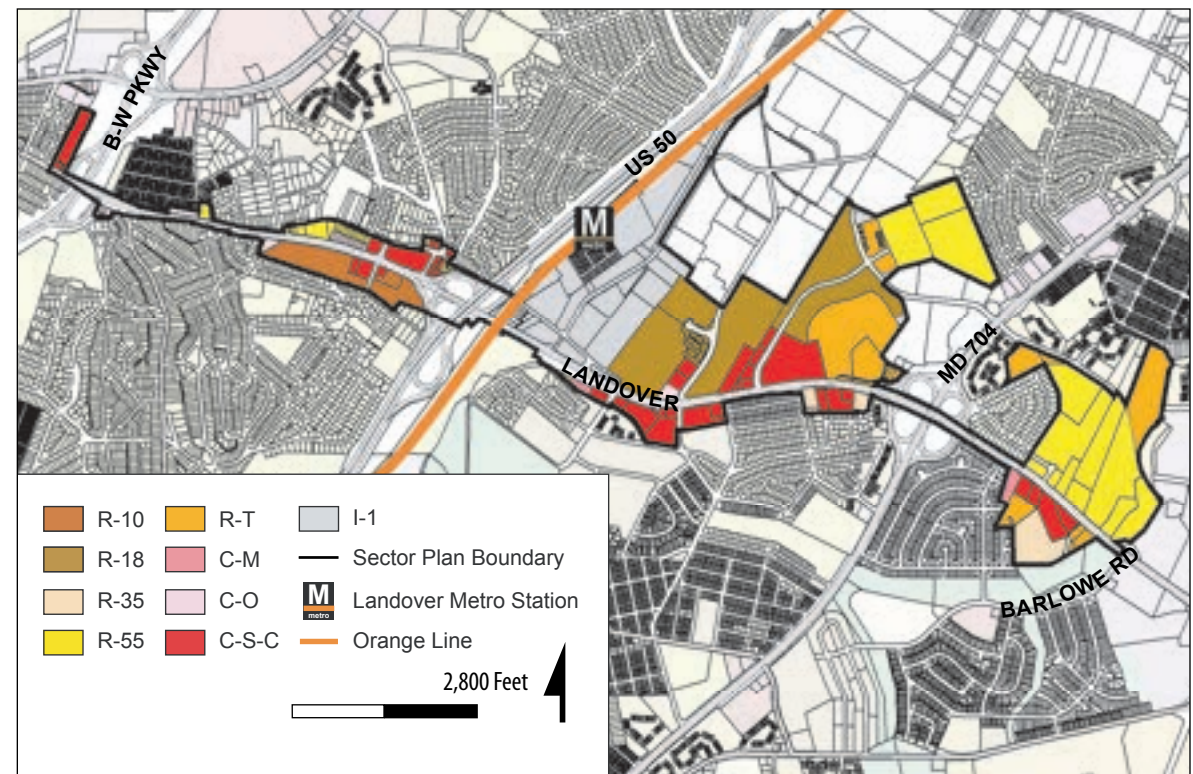 B-W PKWY
US 50
M
LANDOVER
MD 704
BARLOWE RD
R-10
R-T
I-1
R-18
C-M
Sector Plan Boundary
R-35
C-O
M
metro
Landover Metro Station
R-55
C-S-C
Orange Line
2,800 Feet